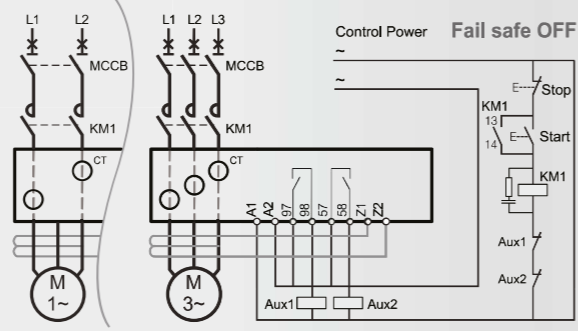 L1 L2
MCCB
KM1
CT
M
1~
L1 L2 L3
MCCB
KM1
CT
A1 A2 97 98 57 58 Z1 Z2
M
3~
Aux1 Aux2
Control Power
~
~
Fail safe OFF
E Stop
KM1
13
14
E Start
KM1
Aux1
Aux2